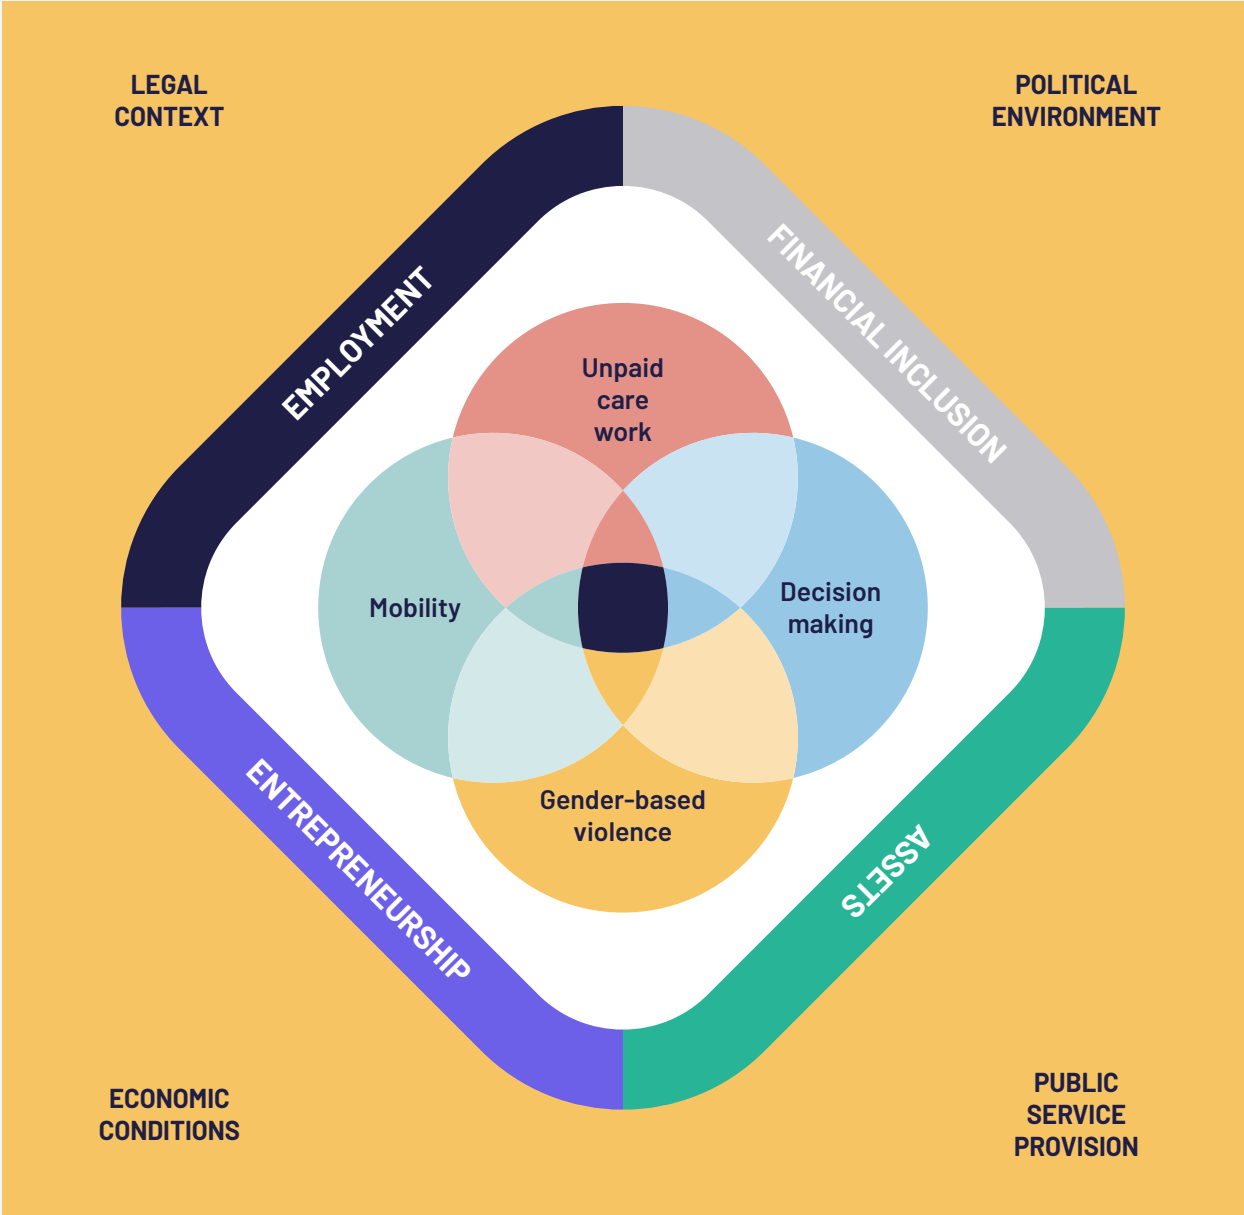 LEGAL
CONTEXT
POLITICAL
ENVIRONMENT
EMPLOYMENT
FINANCIAL INCLUSION
Unpaid
care
work
Mobility
Decision
making
Gender-based
violence
ENTREPRENEURSHIP
ASSETS
ECONOMIC
CONDITIONS
PUBLIC
SERVICE
PROVISION